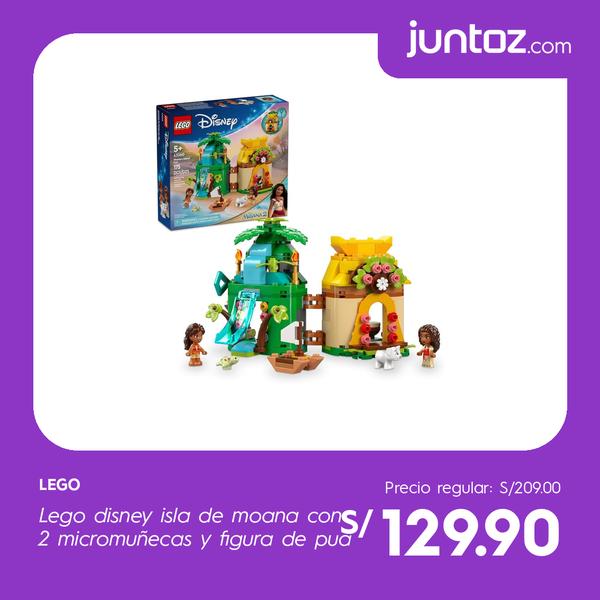 juntoz.com
LEGO Disney
5+
LEGO
Precio regular: S/209.00
Lego disney isla de moana con
2 micromuñecas y figura de pua
S/129.90